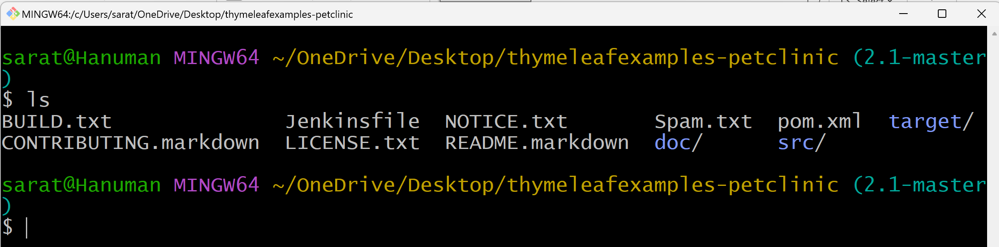 Select
MINGW64:/c/Users/sarat/OneDrive/Desktop/thymeleafexamples-petclinic
sarat@Hanuman MINGW64 ~/OneDrive/Desktop/thymeleafexamples-petclinic (2.1-master
)
$ ls
BUILD.txt Jenkinsfile NOTICE.txt Spam.txt pom.xml target/
CONTRIBUTING.markdown LICENSE.txt README.markdown doc/ src/
sarat@Hanuman MINGW64 ~/OneDrive/Desktop/thymeleafexamples-petclinic (2.1-master
)
$